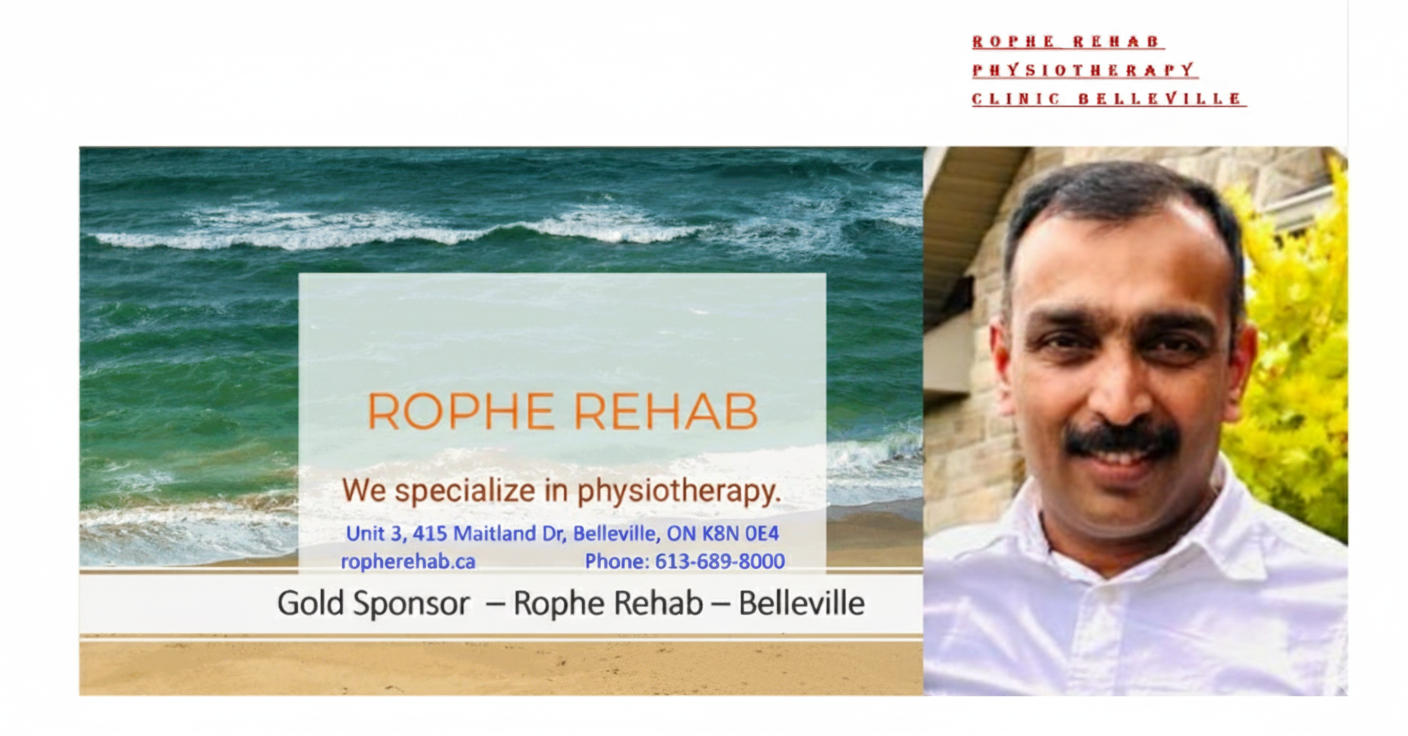 ROPHE REHAB
PHYSIOTHERAPY
CLINIC BELLEVILLE
ROPHE REHAB
We specialize in physiotherapy.
Unit 3, 415 Maitland Dr, Belleville, ON K8N 0E4
ropherehab.ca Phone: 613-689-8000
Gold Sponsor – Rophe Rehab – Belleville